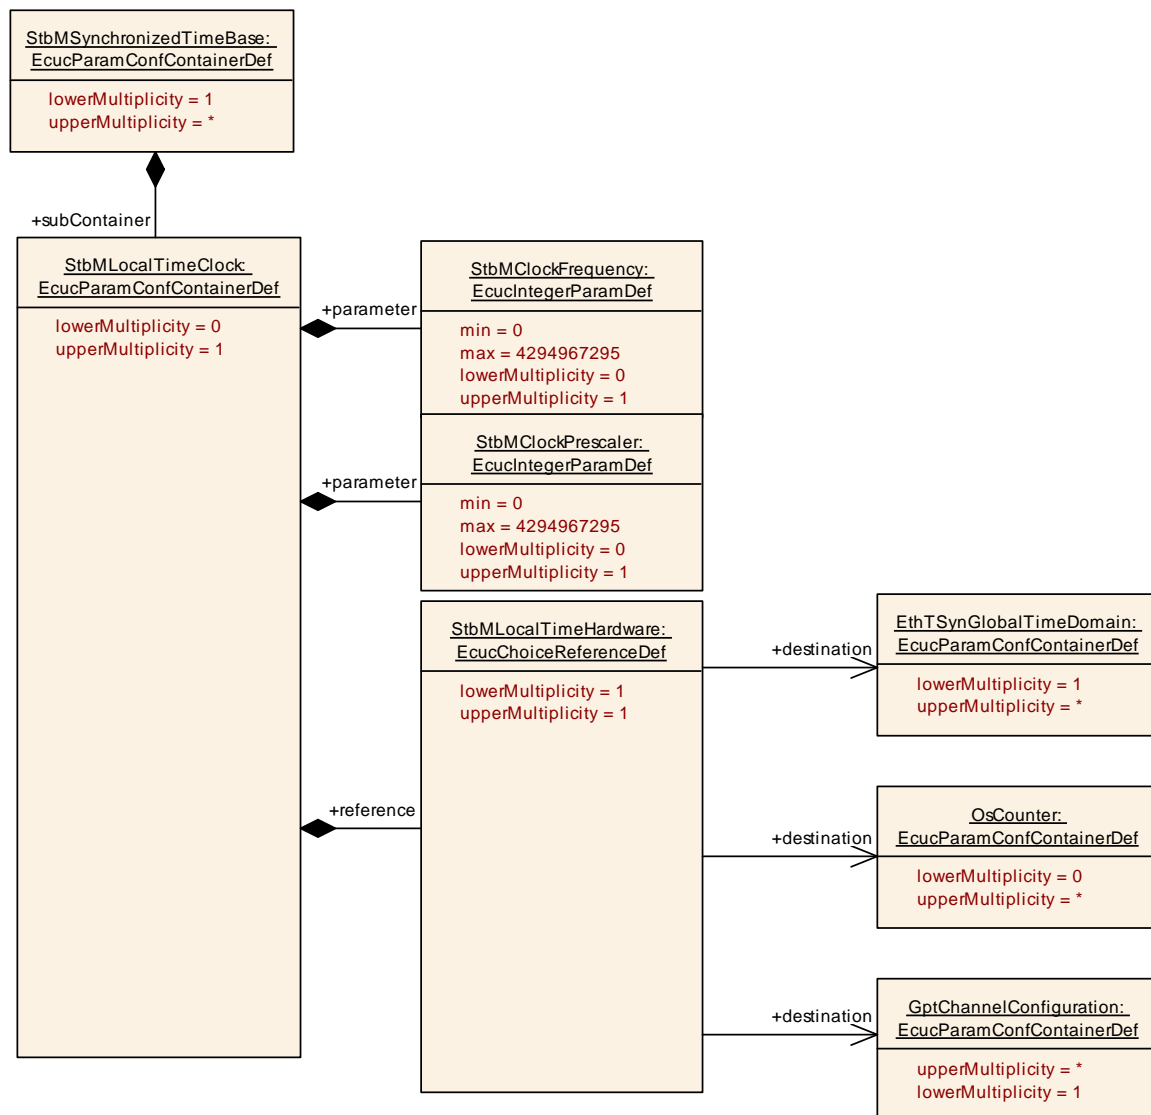 StbMSynchronizedTimeBase:
EcucParamConfContainerDef
lowerMultiplicity = 1
upperMultiplicity = *
+subContainer
StbMLocalTimeClock:
EcucParamConfContainerDef
lowerMultiplicity = 0
upperMultiplicity = 1
+parameter
StbMClockFrequency:
EcucIntegerParamDef
min = 0
max = 4294967295
lowerMultiplicity = 0
upperMultiplicity = 1
+parameter
StbMClockPrescaler:
EcucIntegerParamDef
min = 0
max = 4294967295
lowerMultiplicity = 0
upperMultiplicity = 1
+reference
StbMLocalTimeHardware:
EcucChoiceReferenceDef
lowerMultiplicity = 1
upperMultiplicity = 1
+destination
EthTSynGlobalTimeDomain:
EcucParamConfContainerDef
lowerMultiplicity = 1
upperMultiplicity = *
+destination
OsCounter:
EcucParamConfContainerDef
lowerMultiplicity = 0
upperMultiplicity = *
+destination
GptChannelConfiguration:
EcucParamConfContainerDef
upperMultiplicity = *
lowerMultiplicity = 1